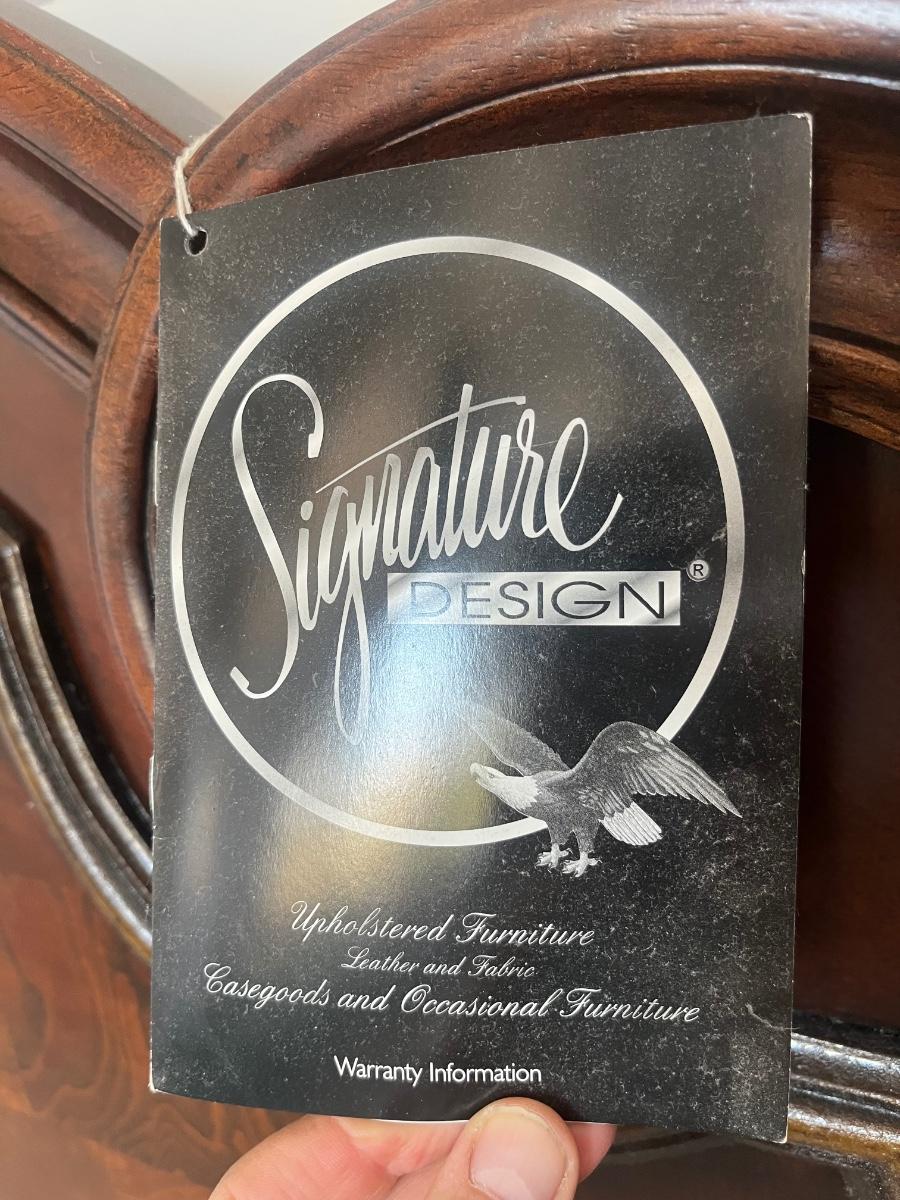 Signature
DESIGN®
Upholstered Furniture
Leather and Fabric
Casegoods and Occasional Furniture
Warranty Information